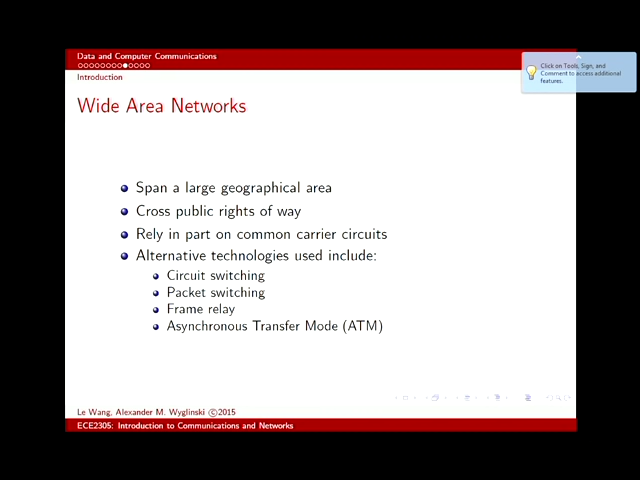 Data and Computer Communications
Introduction
Click on Tools, Sign, and
Comment to access additional
features.
Wide Area Networks
Span a large geographical area
Cross public rights of way
Rely in part on common carrier circuits
Alternative technologies used include:
Circuit switching
Packet switching
Frame relay
Asynchronous Transfer Mode (ATM)
Le Wang, Alexander M. Wyglinski ©2015
ECE2305: Introduction to Communications and Networks